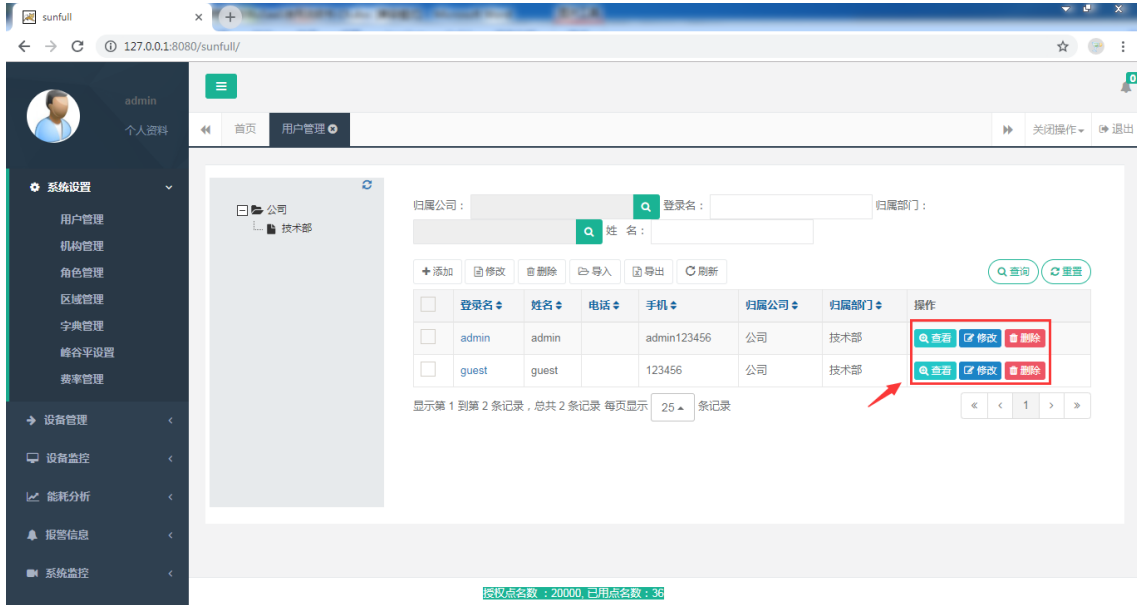 sunfull
127.0.0.1:8080/sunfull/
admin
个人资料
0
首页 用户管理 关闭操作 退出
系统设置
用户管理
机构管理
角色管理
区域管理
字典管理
峰谷平设置
费率管理
设备管理
设备监控
能耗分析
报警信息
系统监控
公司
技术部
归属公司： 登录名： 归属部门：
姓 名：
添加 修改 删除 导入 导出 刷新 查询 重置
登录名 姓名 电话 手机 归属公司 归属部门 操作
admin admin admin123456 公司 技术部 查看 修改 删除
guest guest 123456 公司 技术部 查看 修改 删除
显示第 1 到第 2 条记录，总共 2 条记录 每页显示 25 条记录 « ‹ 1 › »
授权点名数 ：20000, 已用点名数：36